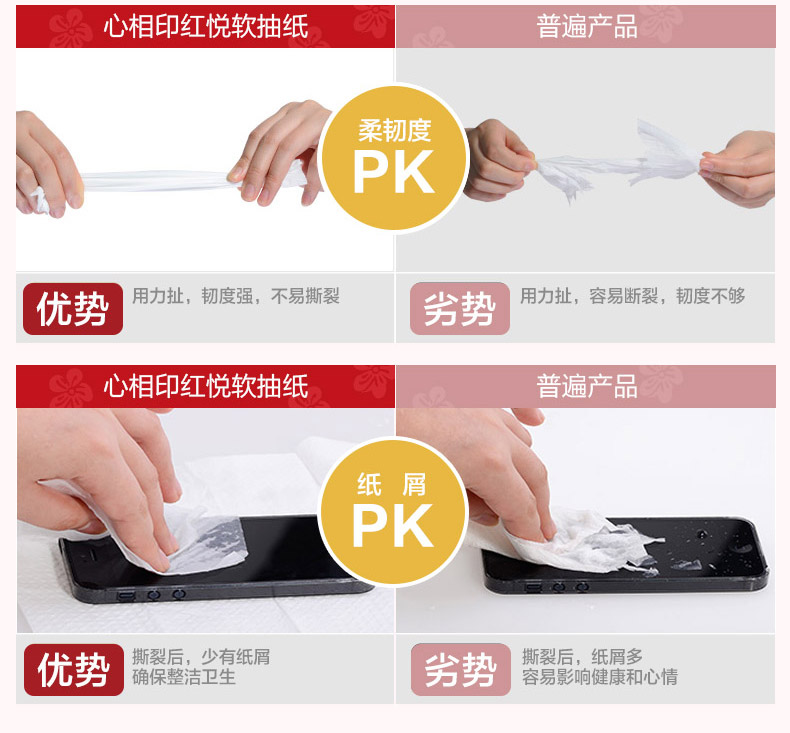 心相印红悦软抽纸
普遍产品
柔韧度
PK
优势
用力扯，韧度强，不易撕裂
劣势
用力扯，容易断裂，韧度不够
心相印红悦软抽纸
普遍产品
纸 屑
PK
优势
撕裂后，少有纸屑
确保整洁卫生
劣势
撕裂后，纸屑多
容易影响健康和心情